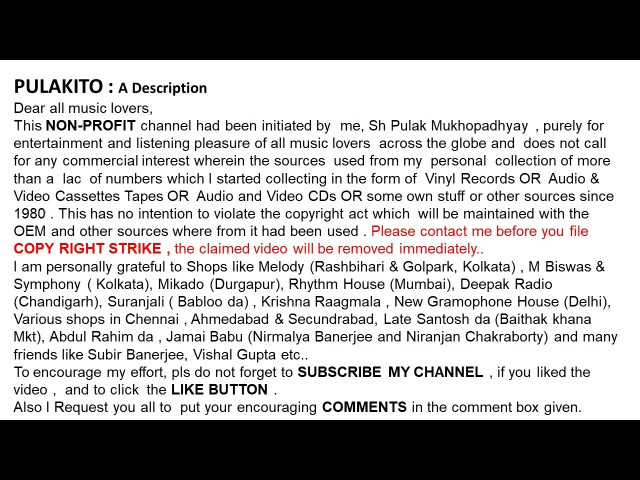 PULAKITO : A Description
Dear all music lovers,
This NON-PROFIT channel had been initiated by me, Sh Pulak Mukhopadhyay , purely for
entertainment and listening pleasure of all music lovers across the globe and does not call
for any commercial interest wherein the sources used from my personal collection of more
than a lac of numbers which I started collecting in the form of Vinyl Records OR Audio &
Video Cassettes Tapes OR Audio and Video CDs OR some own stuff or other sources since
1980 . This has no intention to violate the copyright act which will be maintained with the
OEM and other sources where from it had been used . Please contact me before you file
COPY RIGHT STRIKE , the claimed video will be removed immediately..
I am personally grateful to Shops like Melody (Rashbihari & Golpark, Kolkata) , M Biswas &
Symphony ( Kolkata), Mikado (Durgapur), Rhythm House (Mumbai), Deepak Radio
(Chandigarh), Suranjali ( Babloo da) , Krishna Raagmala , New Gramophone House (Delhi),
Various shops in Chennai , Ahmedabad & Secundrabad, Late Santosh da (Baithak khana
Mkt), Abdul Rahim da , Jamai Babu (Nirmalya Banerjee and Niranjan Chakraborty) and many
friends like Subir Banerjee, Vishal Gupta etc..
To encourage my effort, pls do not forget to SUBSCRIBE MY CHANNEL , if you liked the
video , and to click the LIKE BUTTON .
Also I Request you all to put your encouraging COMMENTS in the comment box given.